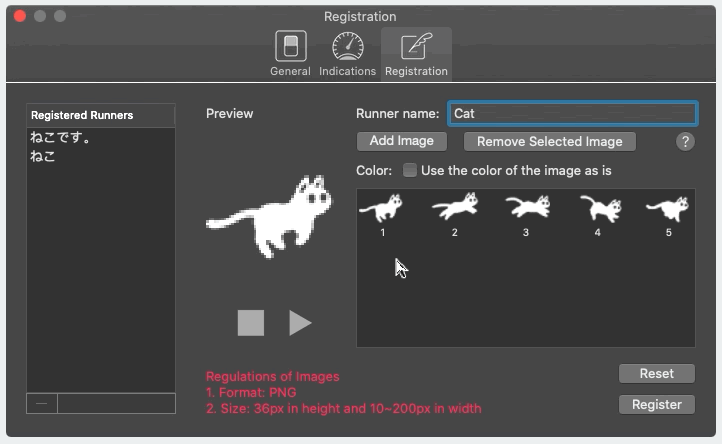 Registration
General
Indications
Registration
Registered Runners
ねこです。
ねこ
Preview
Runner name: Cat
Add Image
Remove Selected Image
?
Color: Use the color of the image as is
1 2 3 4 5
Regulations of Images
1. Format: PNG
2. Size: 36px in height and 10~200px in width
Reset
Register